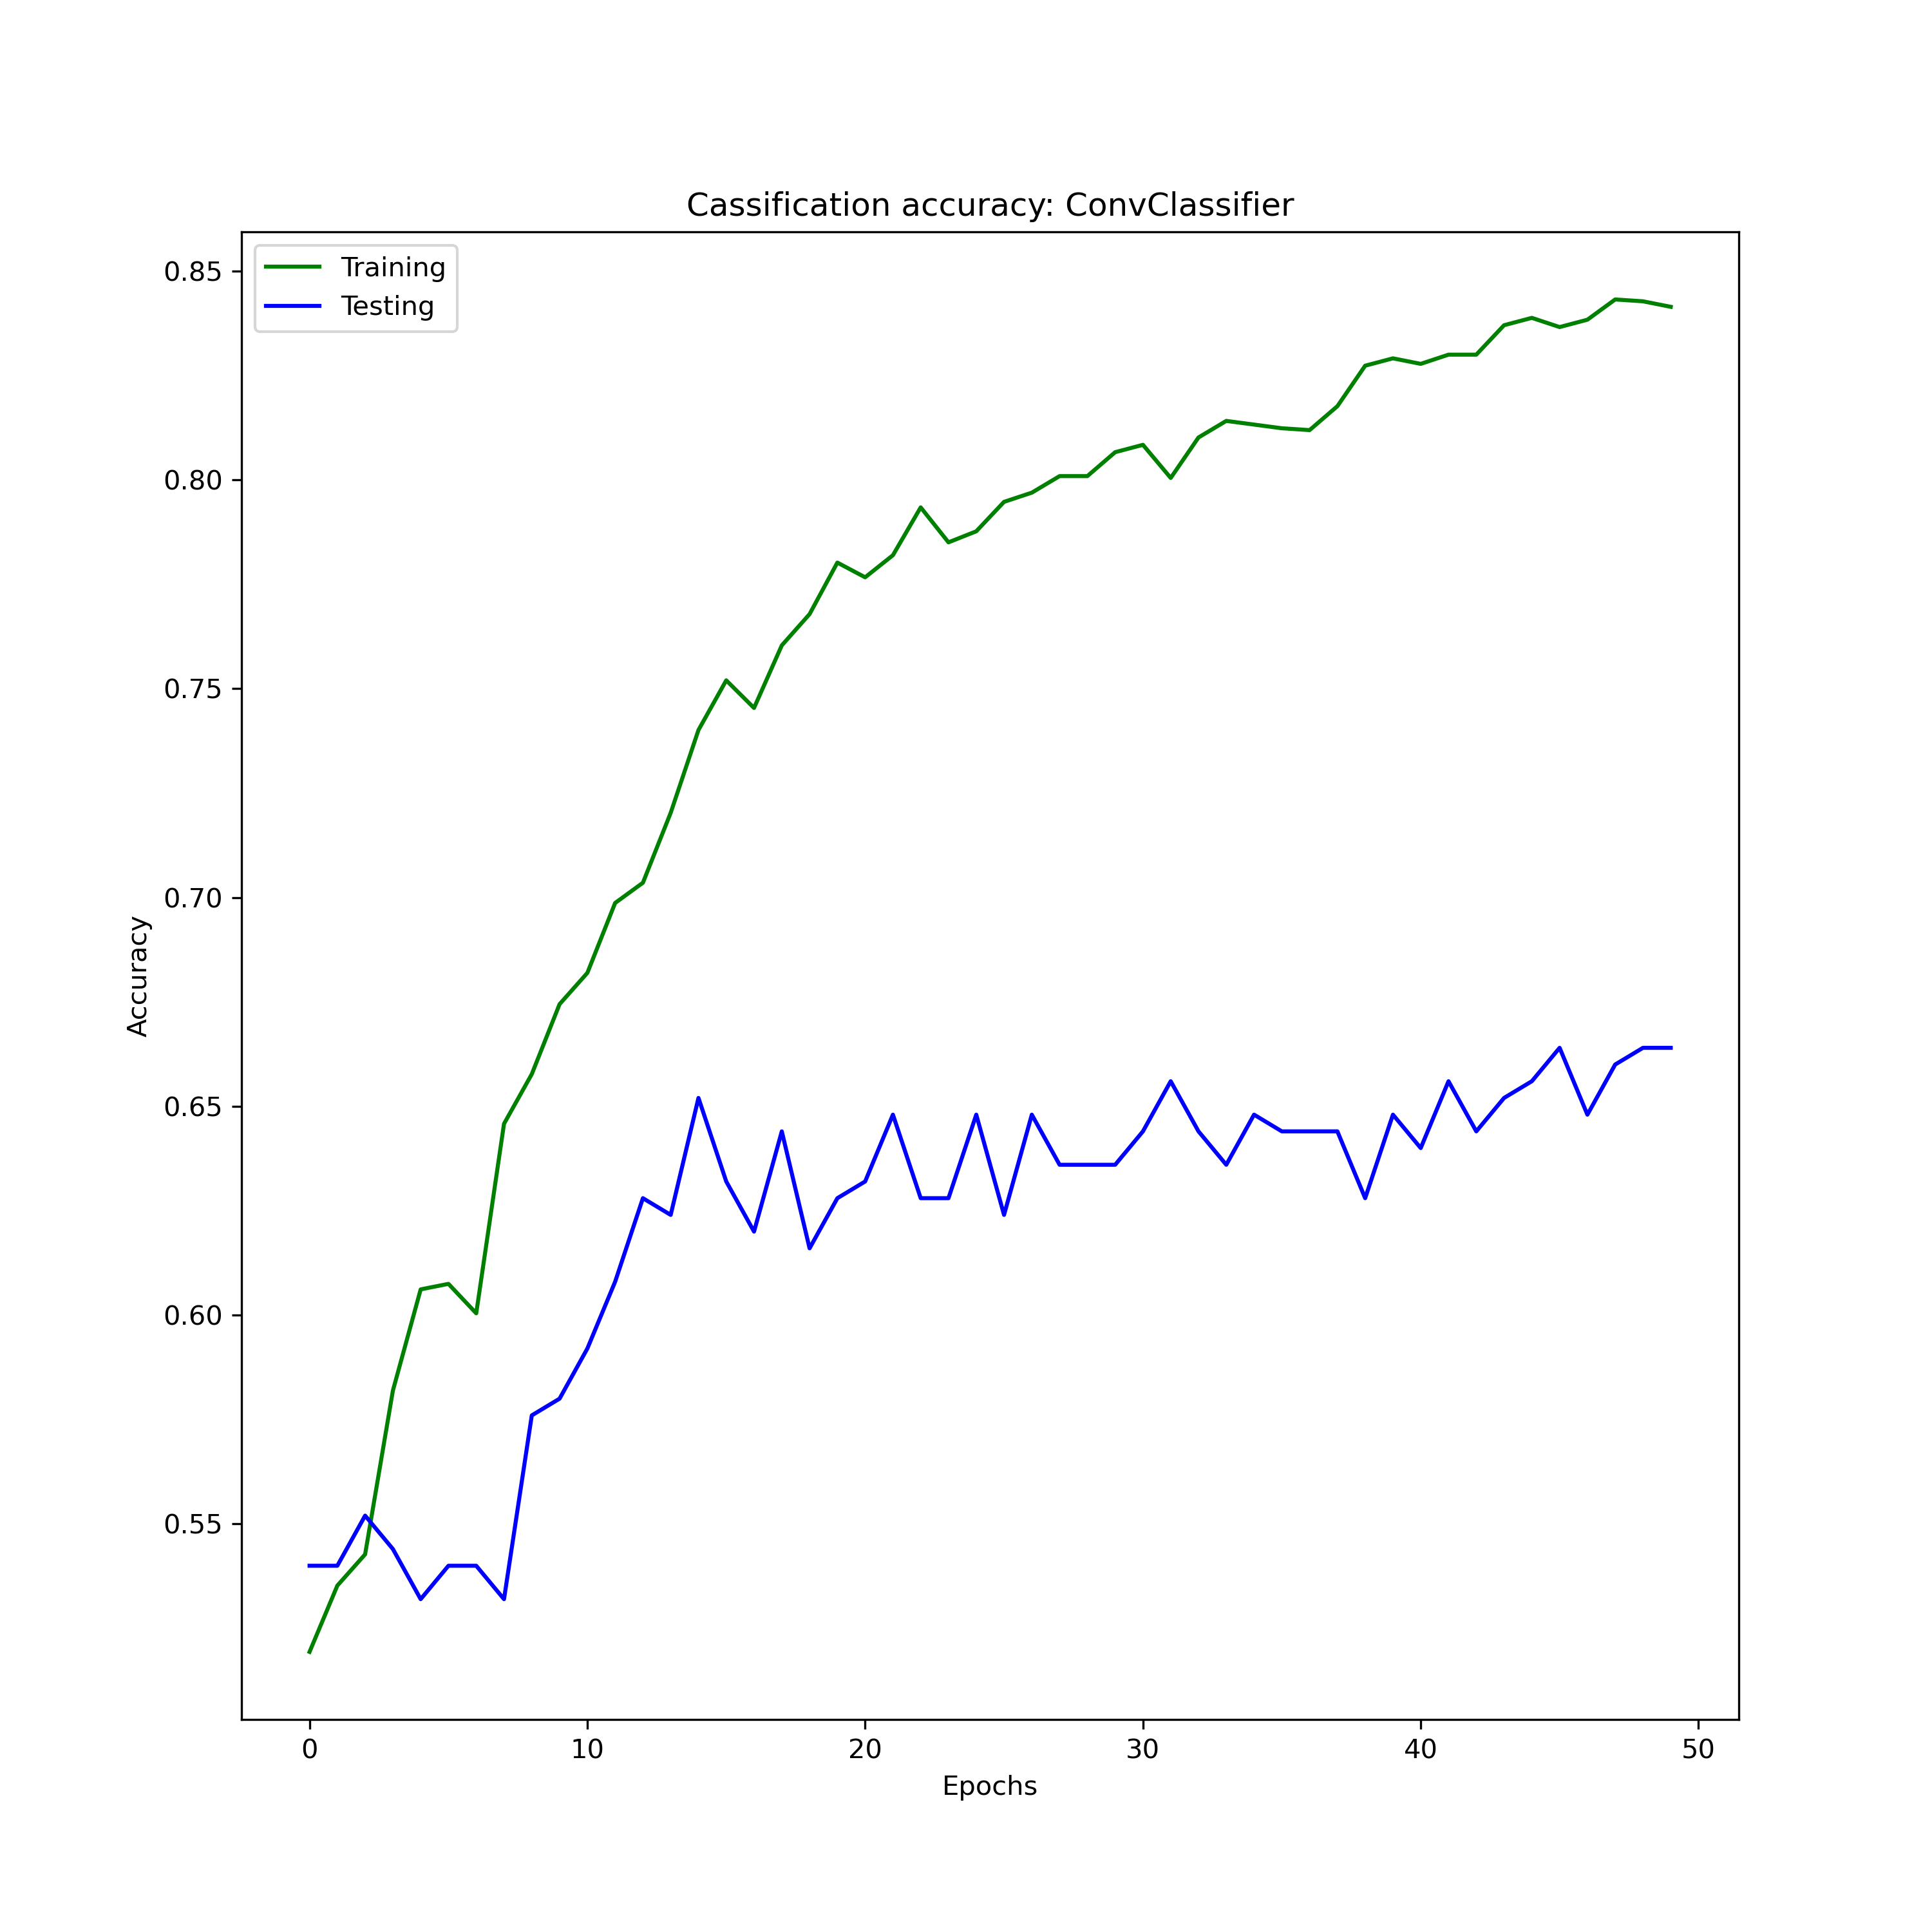 Cassification accuracy: ConvClassifier
Training
Testing
0.85
0.80
0.75
0.70
0.65
0.60
0.55
Accuracy
0 10 20 30 40 50
Epochs